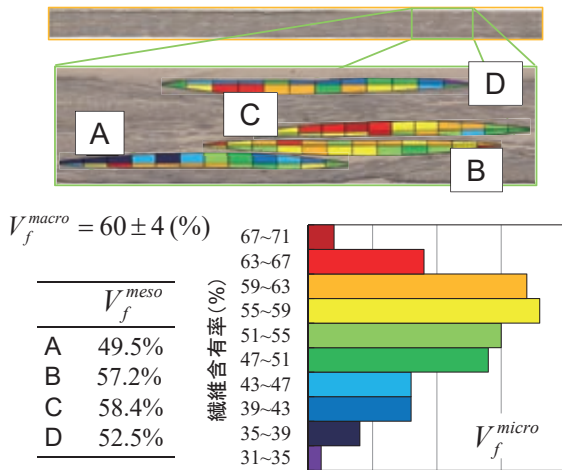 D
C
A
B
V_f^{macro} = 60 ± 4 (%)
V_f^{meso}
A 49.5%
B 57.2%
C 58.4%
D 52.5%
繊維含有率(%)
67~71
63~67
59~63
55~59
51~55
47~51
43~47
39~43
35~39
31~35
V_f^{micro}